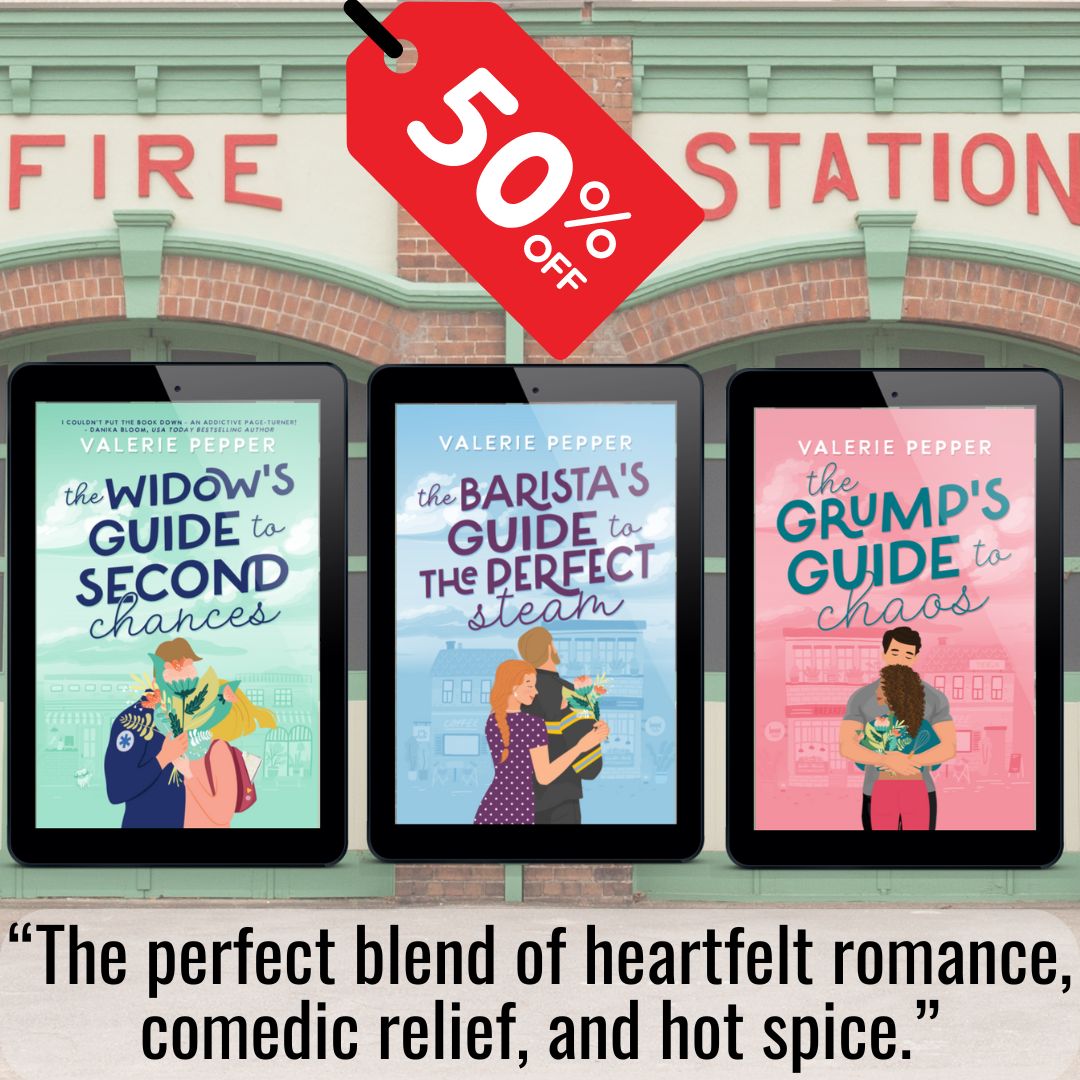 FIRE STATION
50%
OFF
I COULDN'T PUT THE BOOK DOWN - AN ADDICTIVE PAGE-TURNER!
- DANIKA BLOOM, USA TODAY BESTSELLING AUTHOR
VALERIE PEPPER
the WIDOW'S
GUIDE to
SECOND
chances
VALERIE PEPPER
the BARISTA'S
GUIDE to
THe PERFECT
steam
COFFEE
VALERIE PEPPER
the
GRUMP'S
GUIDE to
chaos
“The perfect blend of heartfelt romance,
comedic relief, and hot spice.”